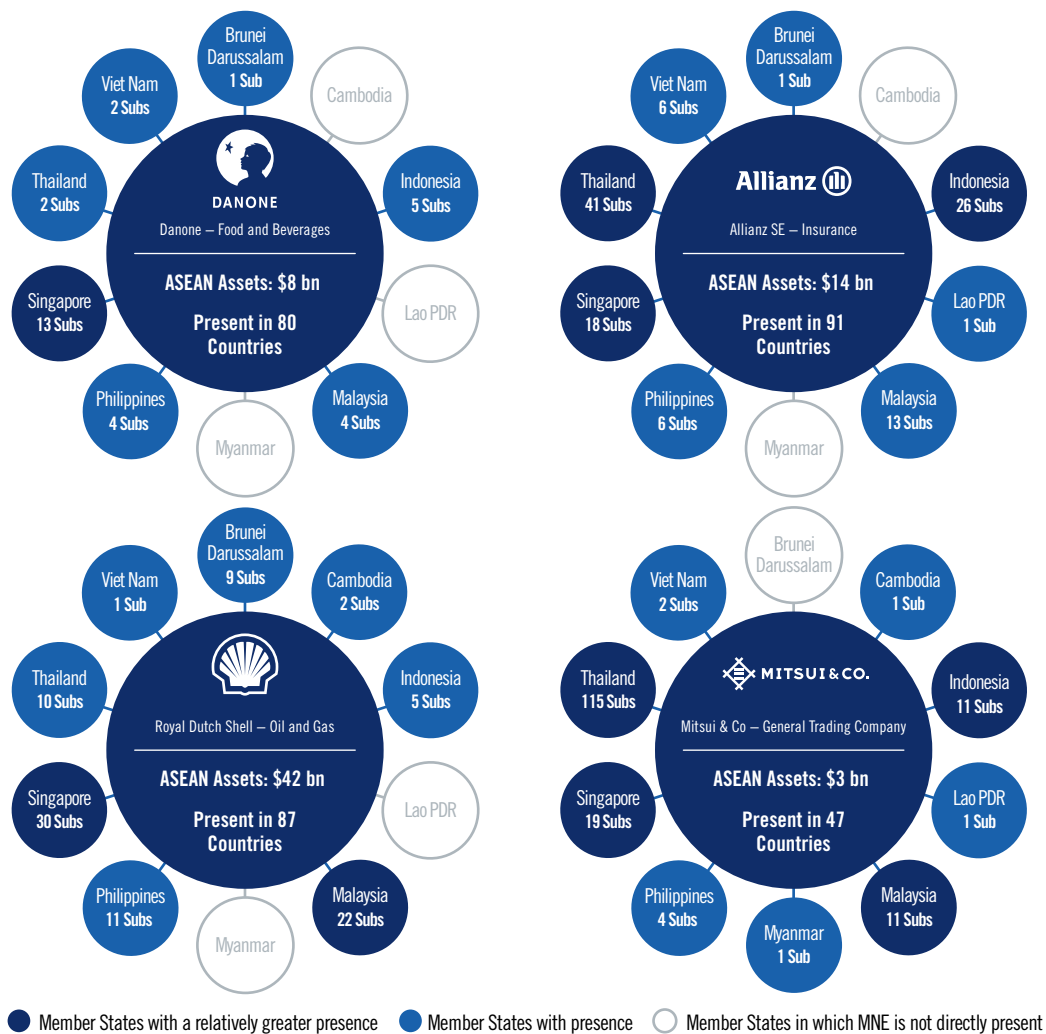 Brunei
Darussalam
1 Sub
Cambodia
Viet Nam
2 Subs
Thailand
2 Subs
Indonesia
5 Subs
Singapore
13 Subs
Lao PDR
Philippines
4 Subs
Malaysia
4 Subs
Myanmar
DANONE
Danone – Food and Beverages
ASEAN Assets: $8 bn
Present in 80
Countries
Brunei
Darussalam
1 Sub
Cambodia
Viet Nam
6 Subs
Thailand
41 Subs
Indonesia
26 Subs
Singapore
18 Subs
Lao PDR
1 Sub
Philippines
6 Subs
Malaysia
13 Subs
Myanmar
Allianz
Allianz SE – Insurance
ASEAN Assets: $14 bn
Present in 91
Countries
Brunei
Darussalam
9 Subs
Cambodia
2 Subs
Viet Nam
1 Sub
Thailand
10 Subs
Indonesia
5 Subs
Singapore
30 Subs
Lao PDR
Philippines
11 Subs
Malaysia
22 Subs
Myanmar
Royal Dutch Shell – Oil and Gas
ASEAN Assets: $42 bn
Present in 87
Countries
Brunei
Darussalam
Cambodia
1 Sub
Viet Nam
2 Subs
Thailand
115 Subs
Indonesia
11 Subs
Singapore
19 Subs
Lao PDR
1 Sub
Philippines
4 Subs
Malaysia
11 Subs
Myanmar
1 Sub
MITSUI & CO.
Mitsui & Co – General Trading Company
ASEAN Assets: $3 bn
Present in 47
Countries
Member States with a relatively greater presence
Member States with presence
Member States in which MNE is not directly present